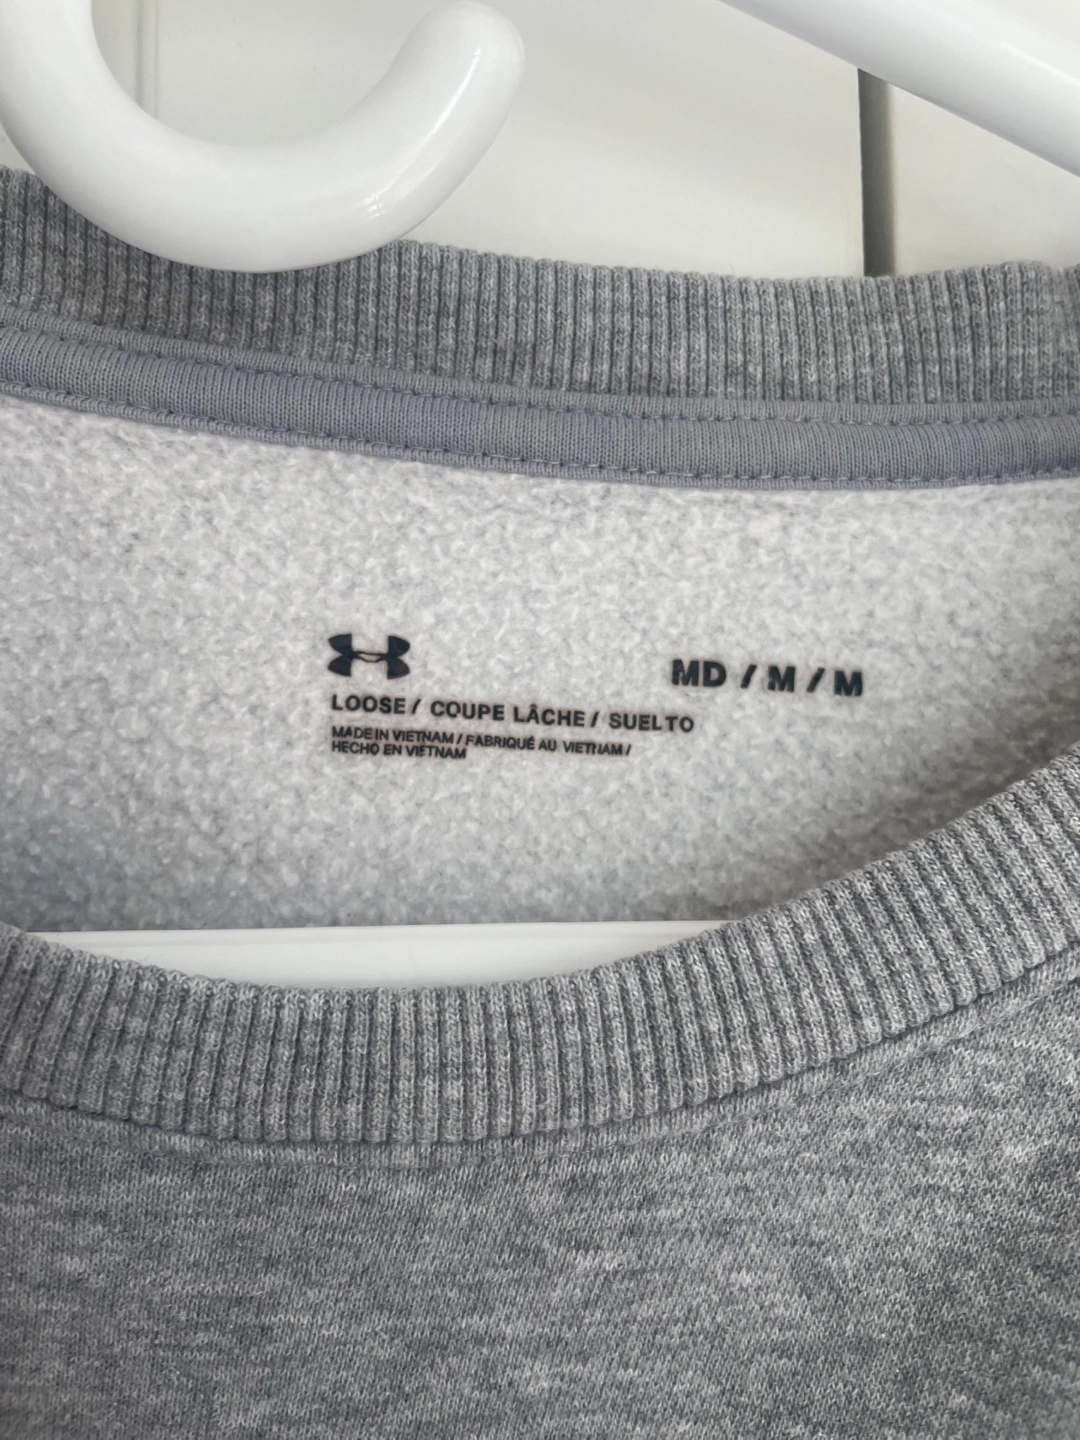 MD / M / M
LOOSE / COUPE LÂCHE / SUELTO
MADE IN VIETNAM / FABRIQUÉ AU VIETNAM /
HECHO EN VIETNAM